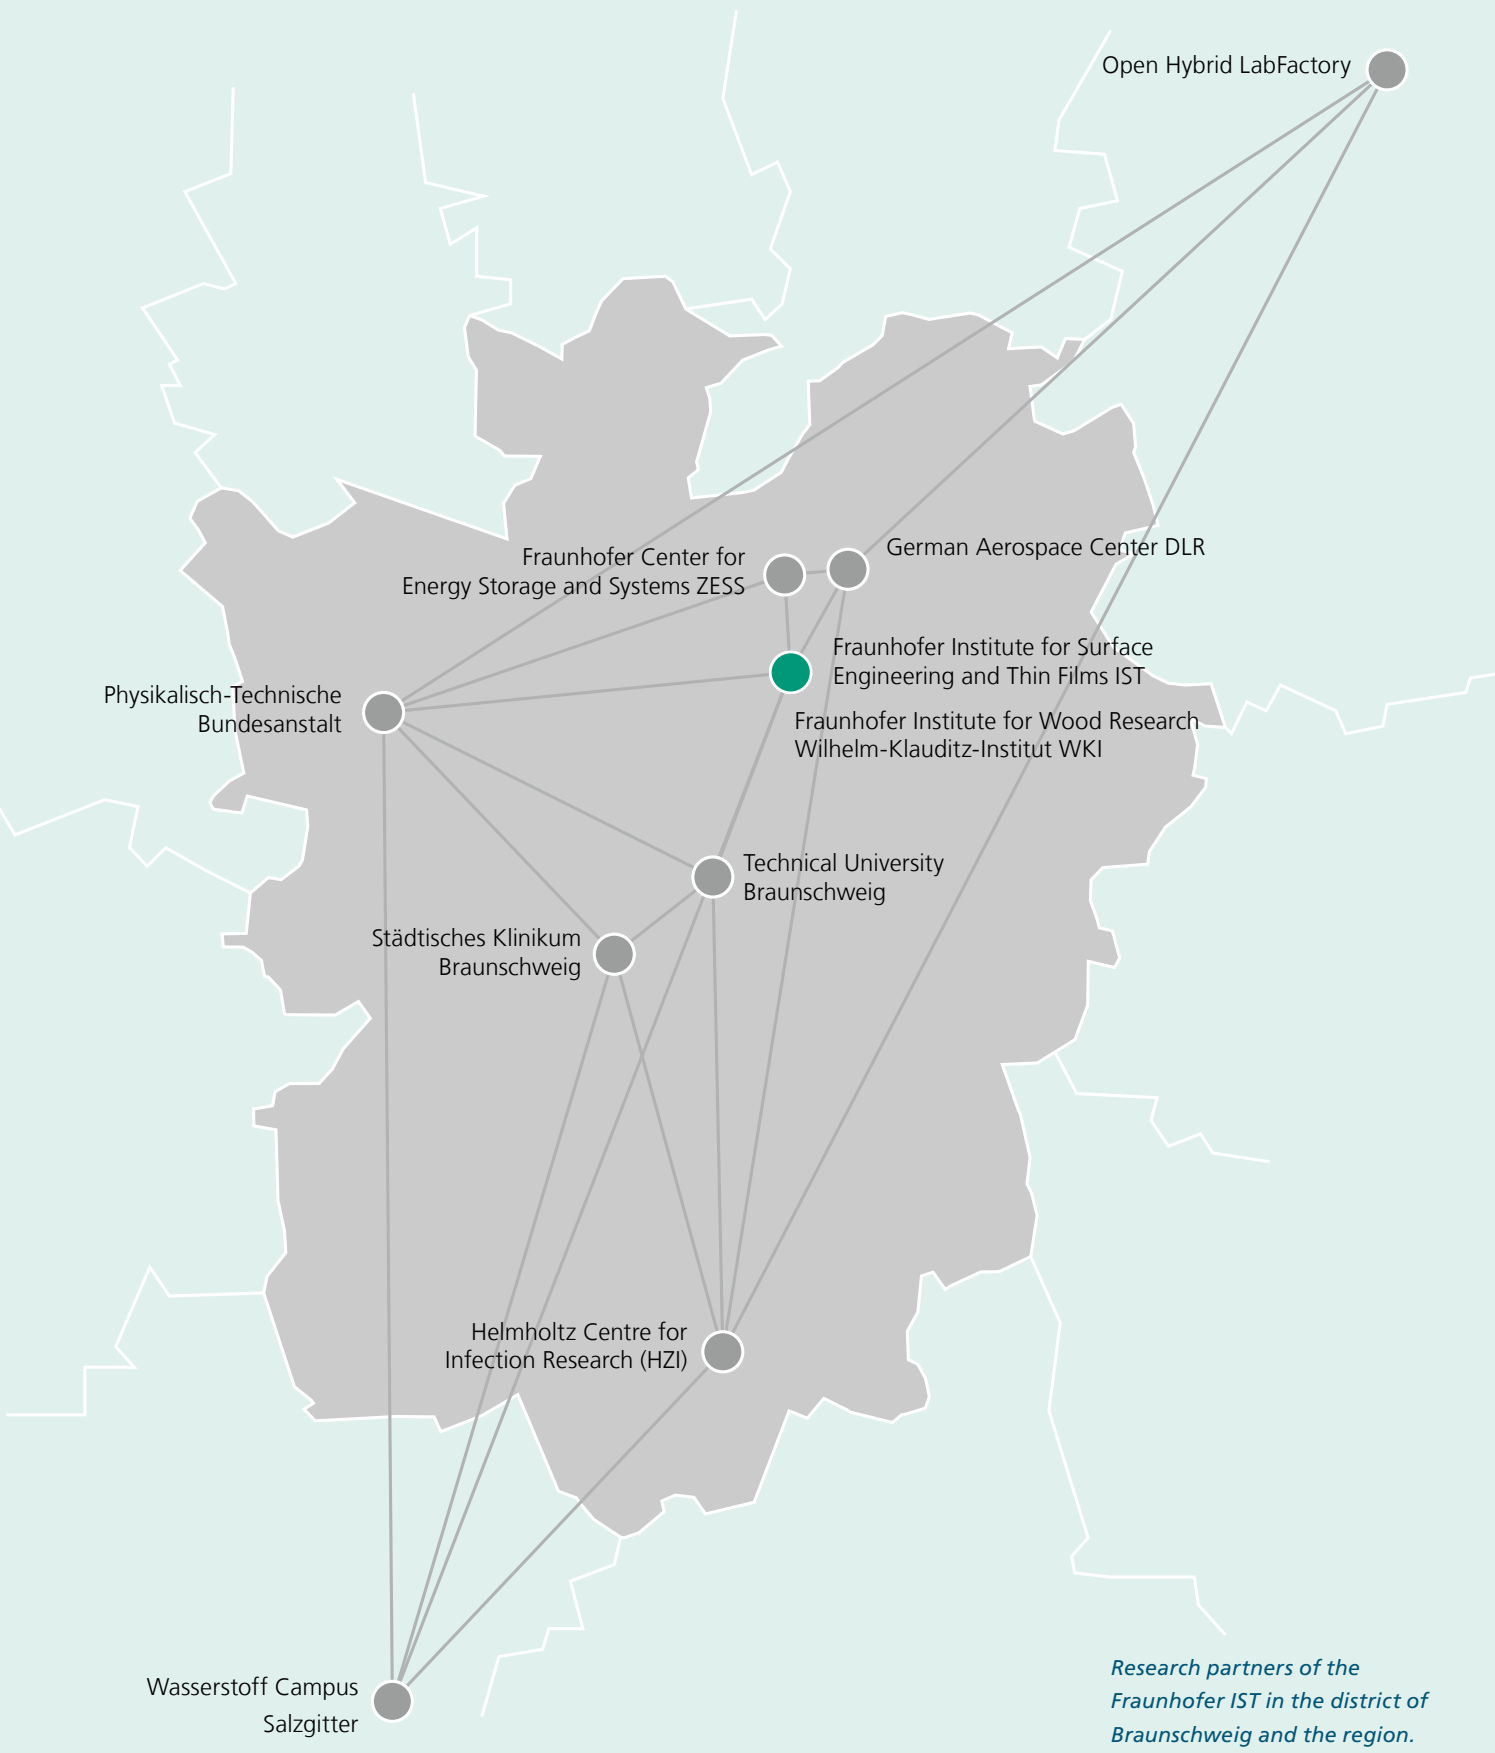 Open Hybrid LabFactory
German Aerospace Center DLR
Fraunhofer Center for
Energy Storage and Systems ZESS
Fraunhofer Institute for Surface
Engineering and Thin Films IST
Physikalisch-Technische
Bundesanstalt
Fraunhofer Institute for Wood Research
Wilhelm-Klauditz-Institut WKI
Technical University
Braunschweig
Städtisches Klinikum
Braunschweig
Helmholtz Centre for
Infection Research (HZI)
Wasserstoff Campus
Salzgitter
Research partners of the
Fraunhofer IST in the district of
Braunschweig and the region.